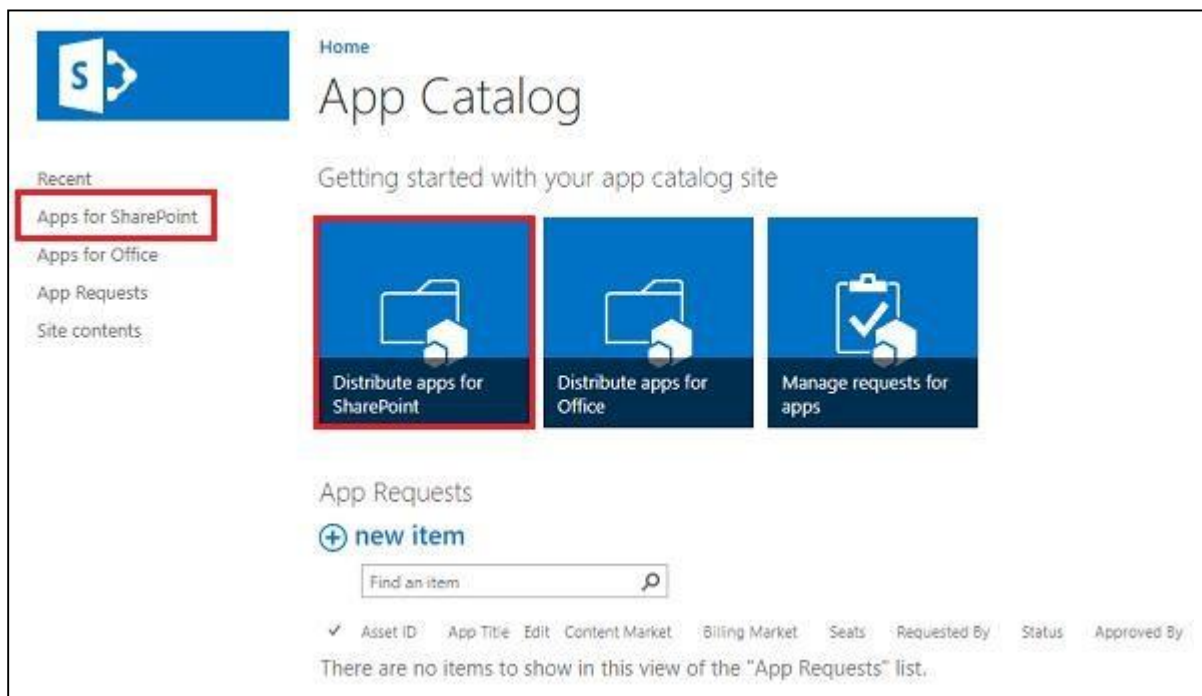 S
Home
App Catalog
Recent
Apps for SharePoint
Apps for Office
App Requests
Site contents
Getting started with your app catalog site
Distribute apps for
SharePoint
Distribute apps for
Office
Manage requests for
apps
App Requests
new item
Find an item
Asset ID App Title Edit Content Market Billing Market Seats Requested By Status Approved By
There are no items to show in this view of the "App Requests" list.